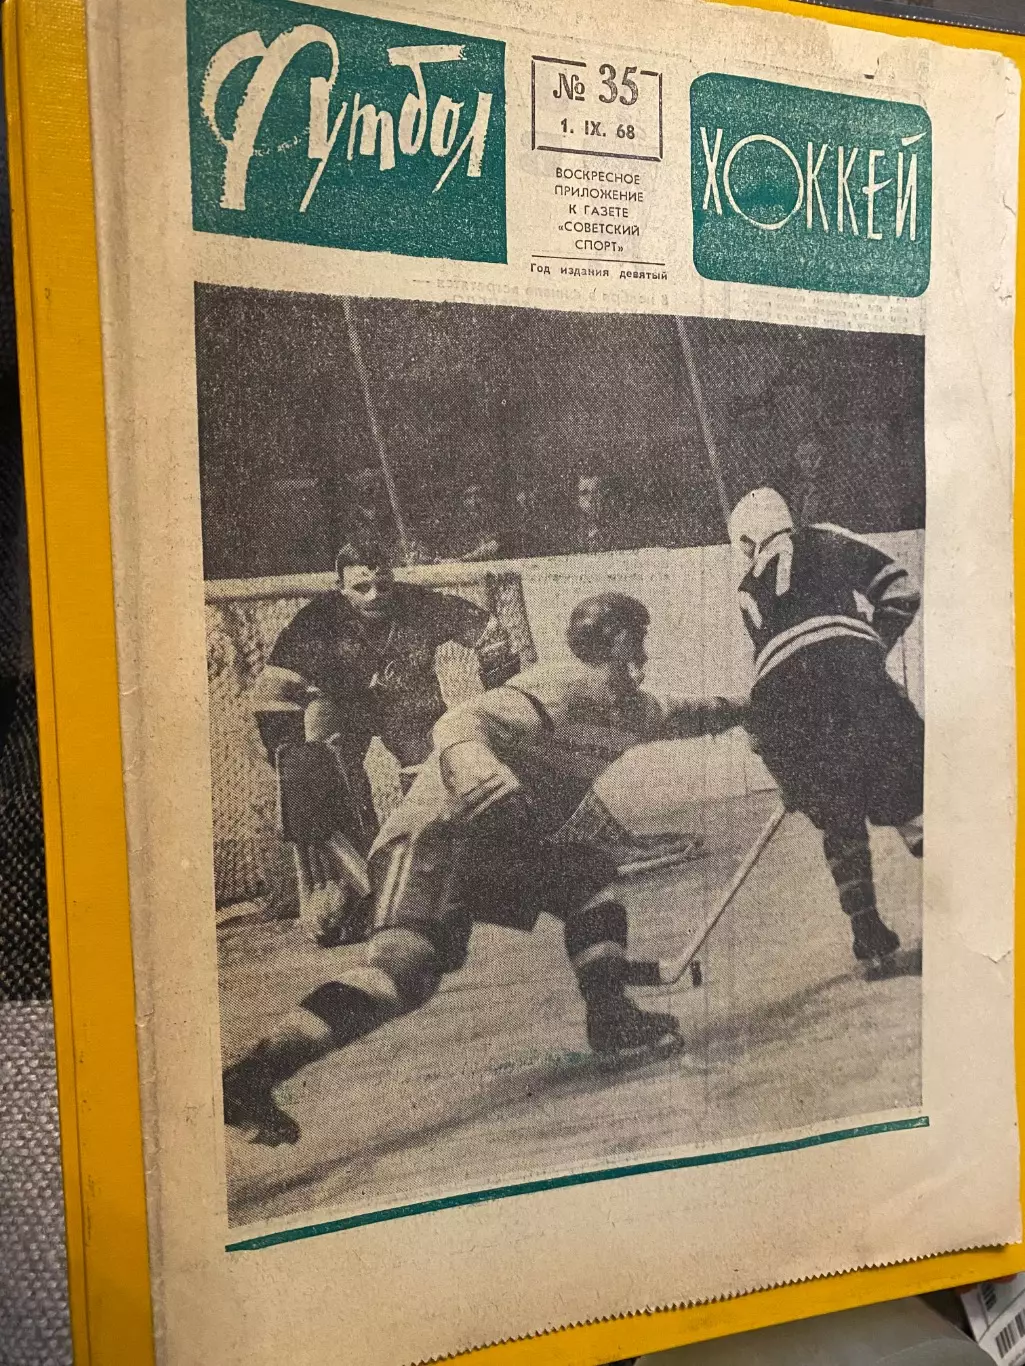 Футбол
№ 35
1. IX. 68
ВОСКРЕСНОЕ
ПРИЛОЖЕНИЕ
К ГАЗЕТЕ
«СОВЕТСКИЙ
СПОРТ»
Год издания девятый
ХОККЕЙ